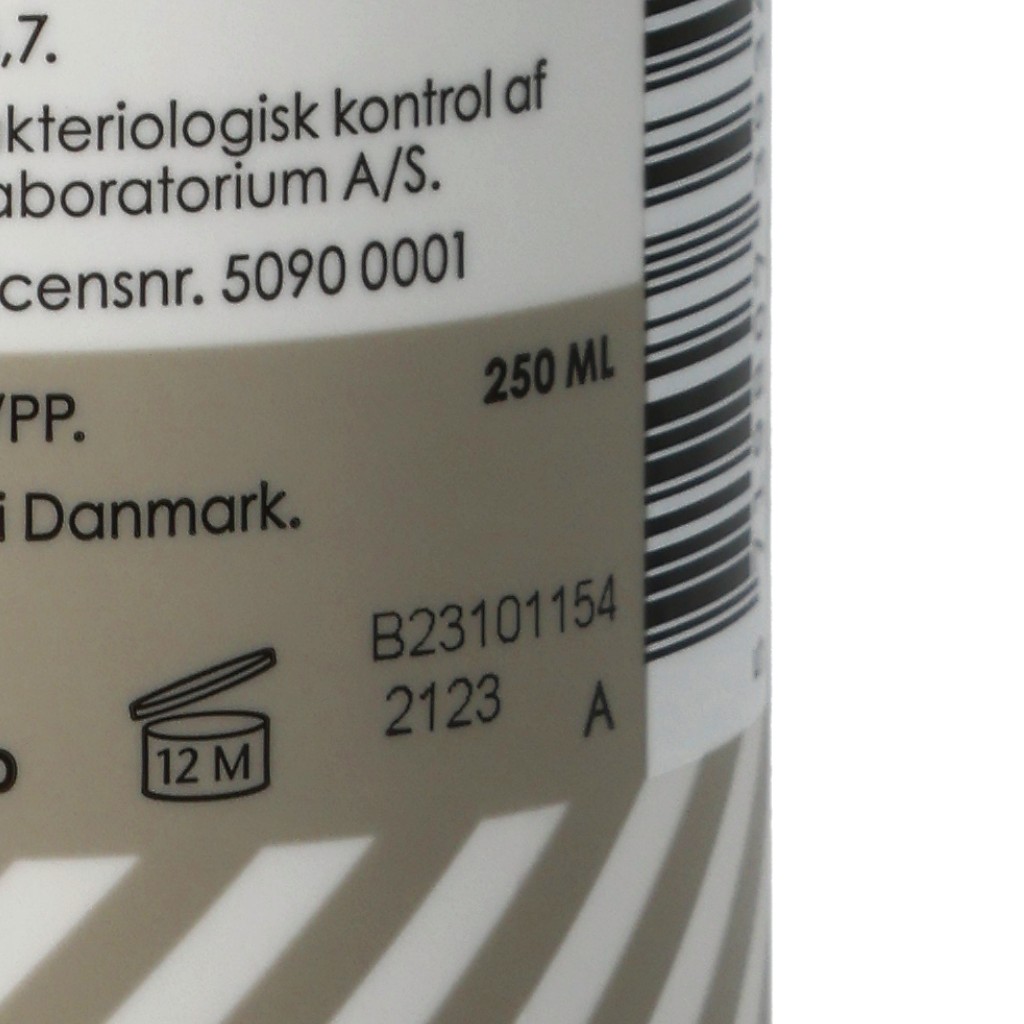 ,7.
kteriologisk kontrol af
aboratorium A/S.
censnr. 5090 0001
250 ML
/PP.
i Danmark.
B23101154
2123 A
12 M